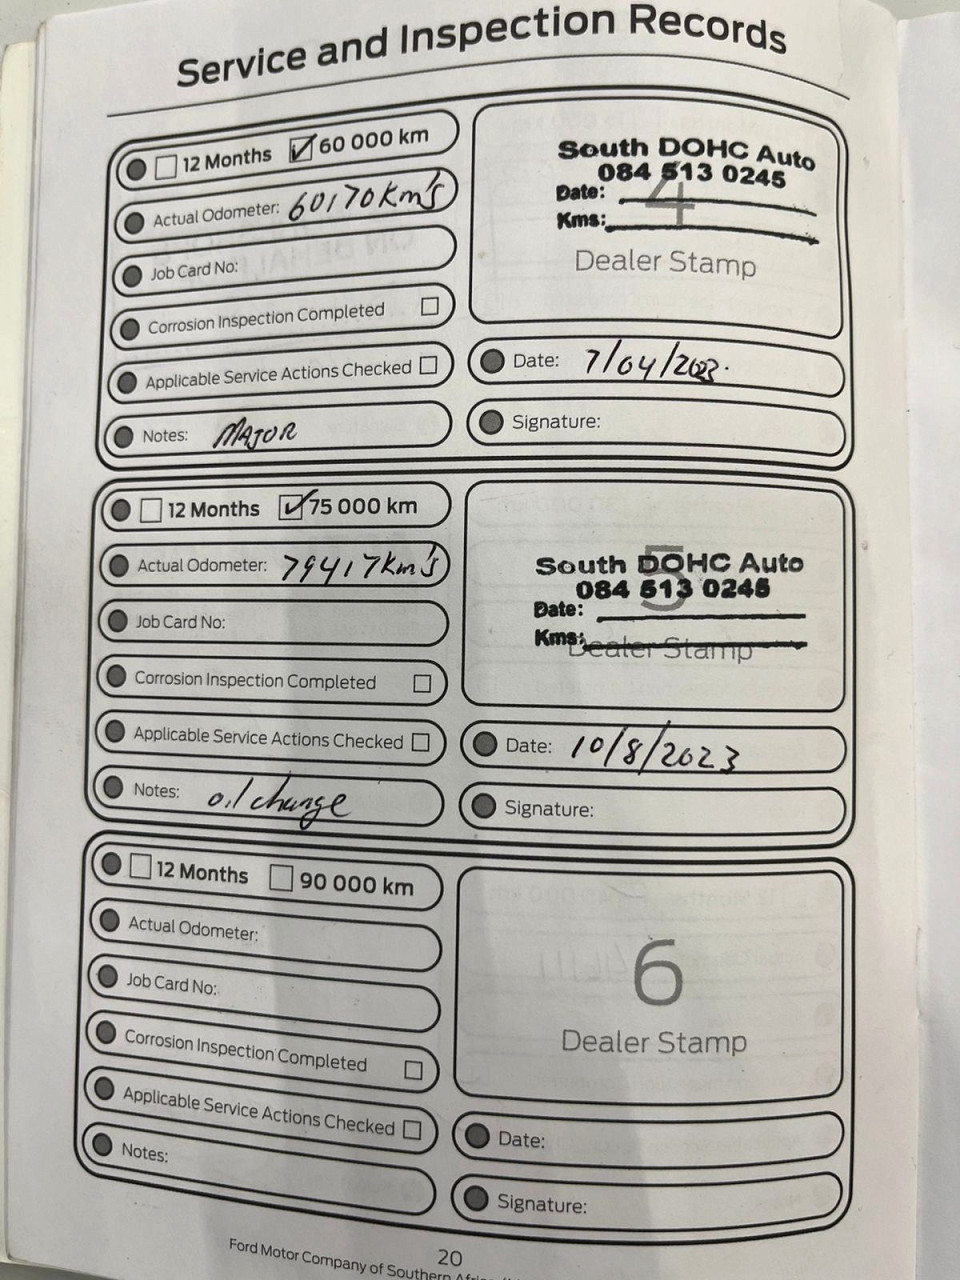 Service and Inspection Records
12 Months 60 000 km
Actual Odometer: 60170km's
Job Card No:
Corrosion Inspection Completed
Applicable Service Actions Checked
Notes: MAJOR
South DOHC Auto
084 513 0245
Date:
Kms:
4
Dealer Stamp
Date: 7/04/2023.
Signature:
12 Months 75 000 km
Actual Odometer: 79417km's
Job Card No:
Corrosion Inspection Completed
Applicable Service Actions Checked
Notes: oil change
5
South DOHC Auto
084 513 0245
Date:
Kms:
Dealer Stamp
Date: 10/8/2023
Signature:
12 Months 90 000 km
Actual Odometer:
Job Card No:
Corrosion Inspection Completed
Applicable Service Actions Checked
Notes:
6
Dealer Stamp
Date:
Signature:
20
Ford Motor Company of Southern